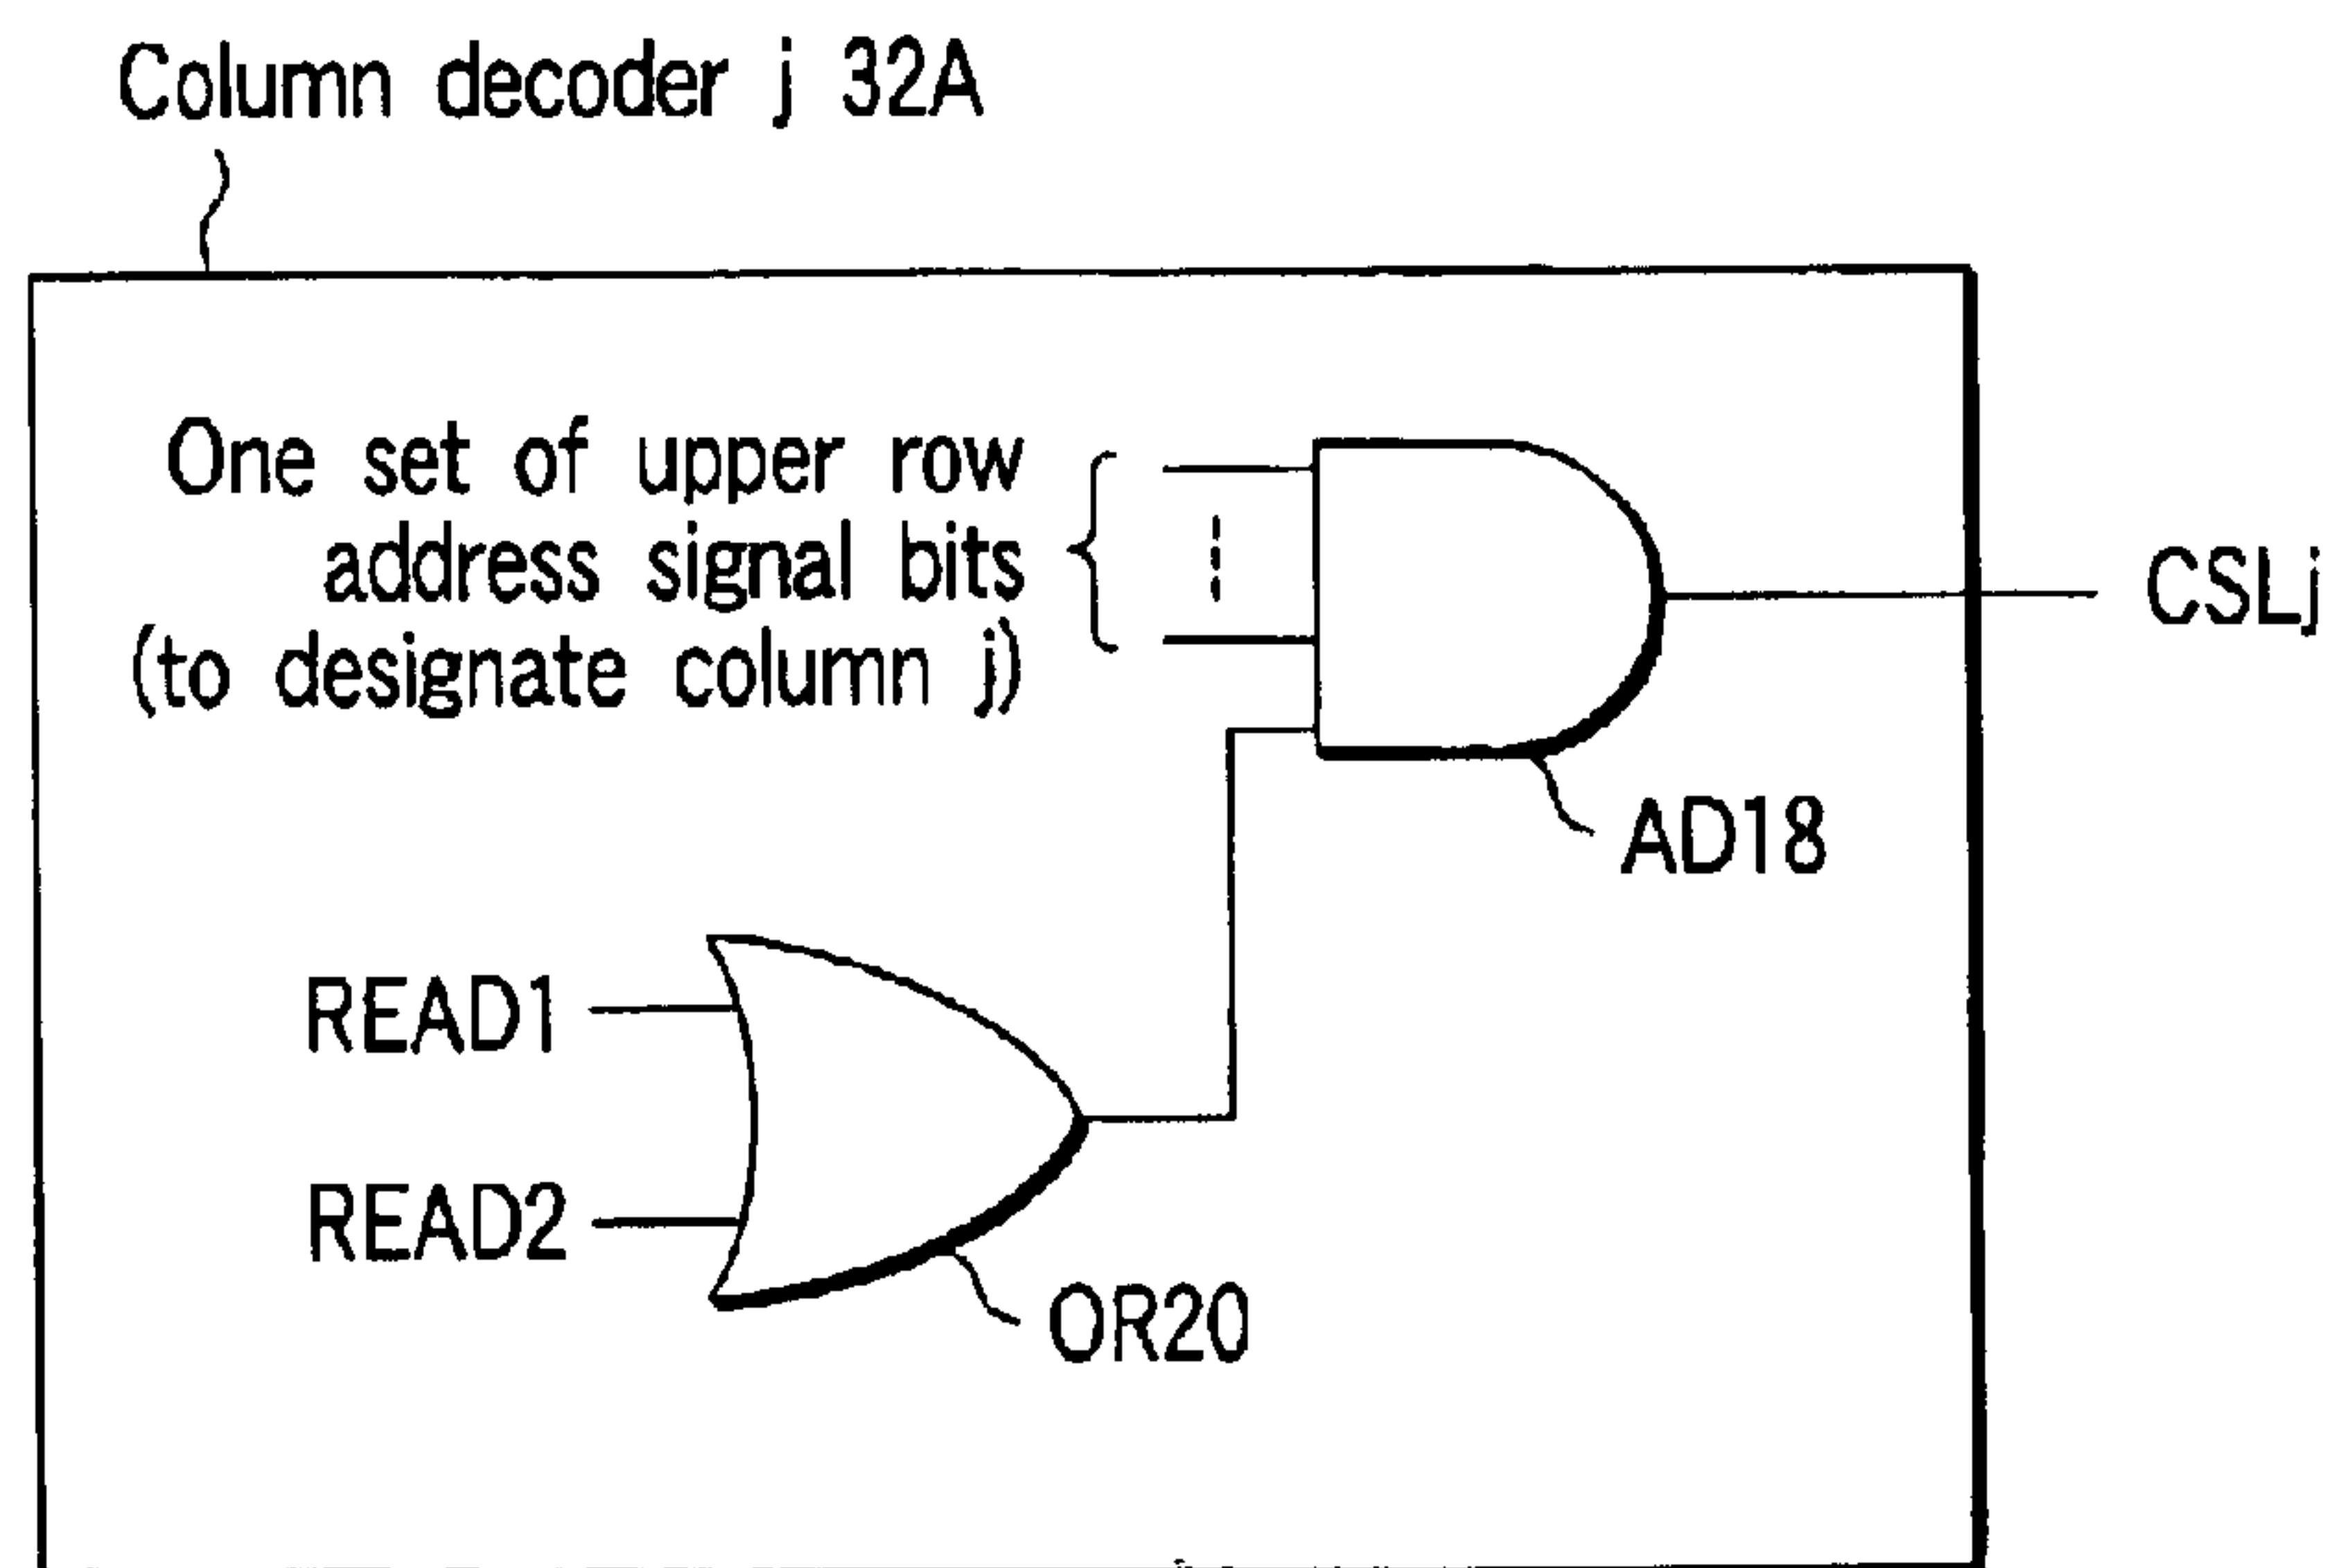 Column decoder j 32A
One set of upper row
address signal bits
(to designate column j)
CSLj
AD18
READ1
READ2
OR20